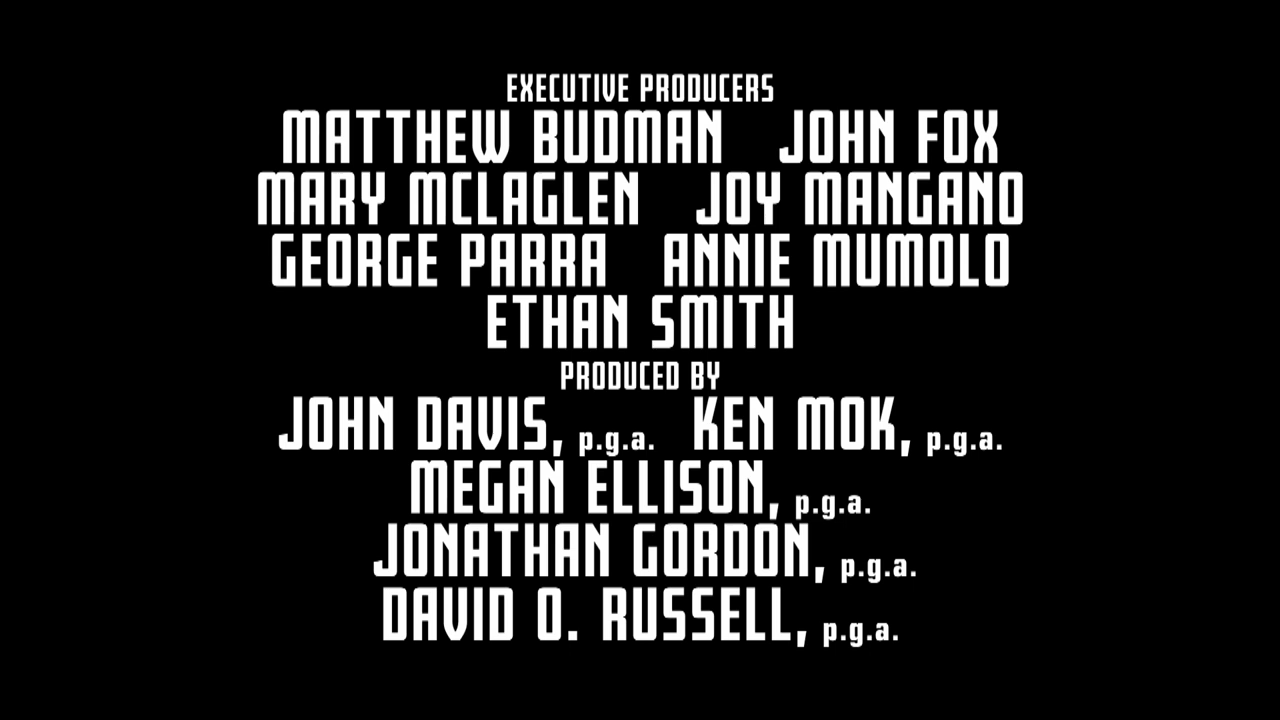 EXECUTIVE PRODUCERS
MATTHEW BUDMAN JOHN FOX
MARY MCLAGLEN JOY MANGANO
GEORGE PARRA ANNIE MUMOLO
ETHAN SMITH
PRODUCED BY
JOHN DAVIS, p.g.a. KEN MOK, p.g.a.
MEGAN ELLISON, p.g.a.
JONATHAN GORDON, p.g.a.
DAVID O. RUSSELL, p.g.a.